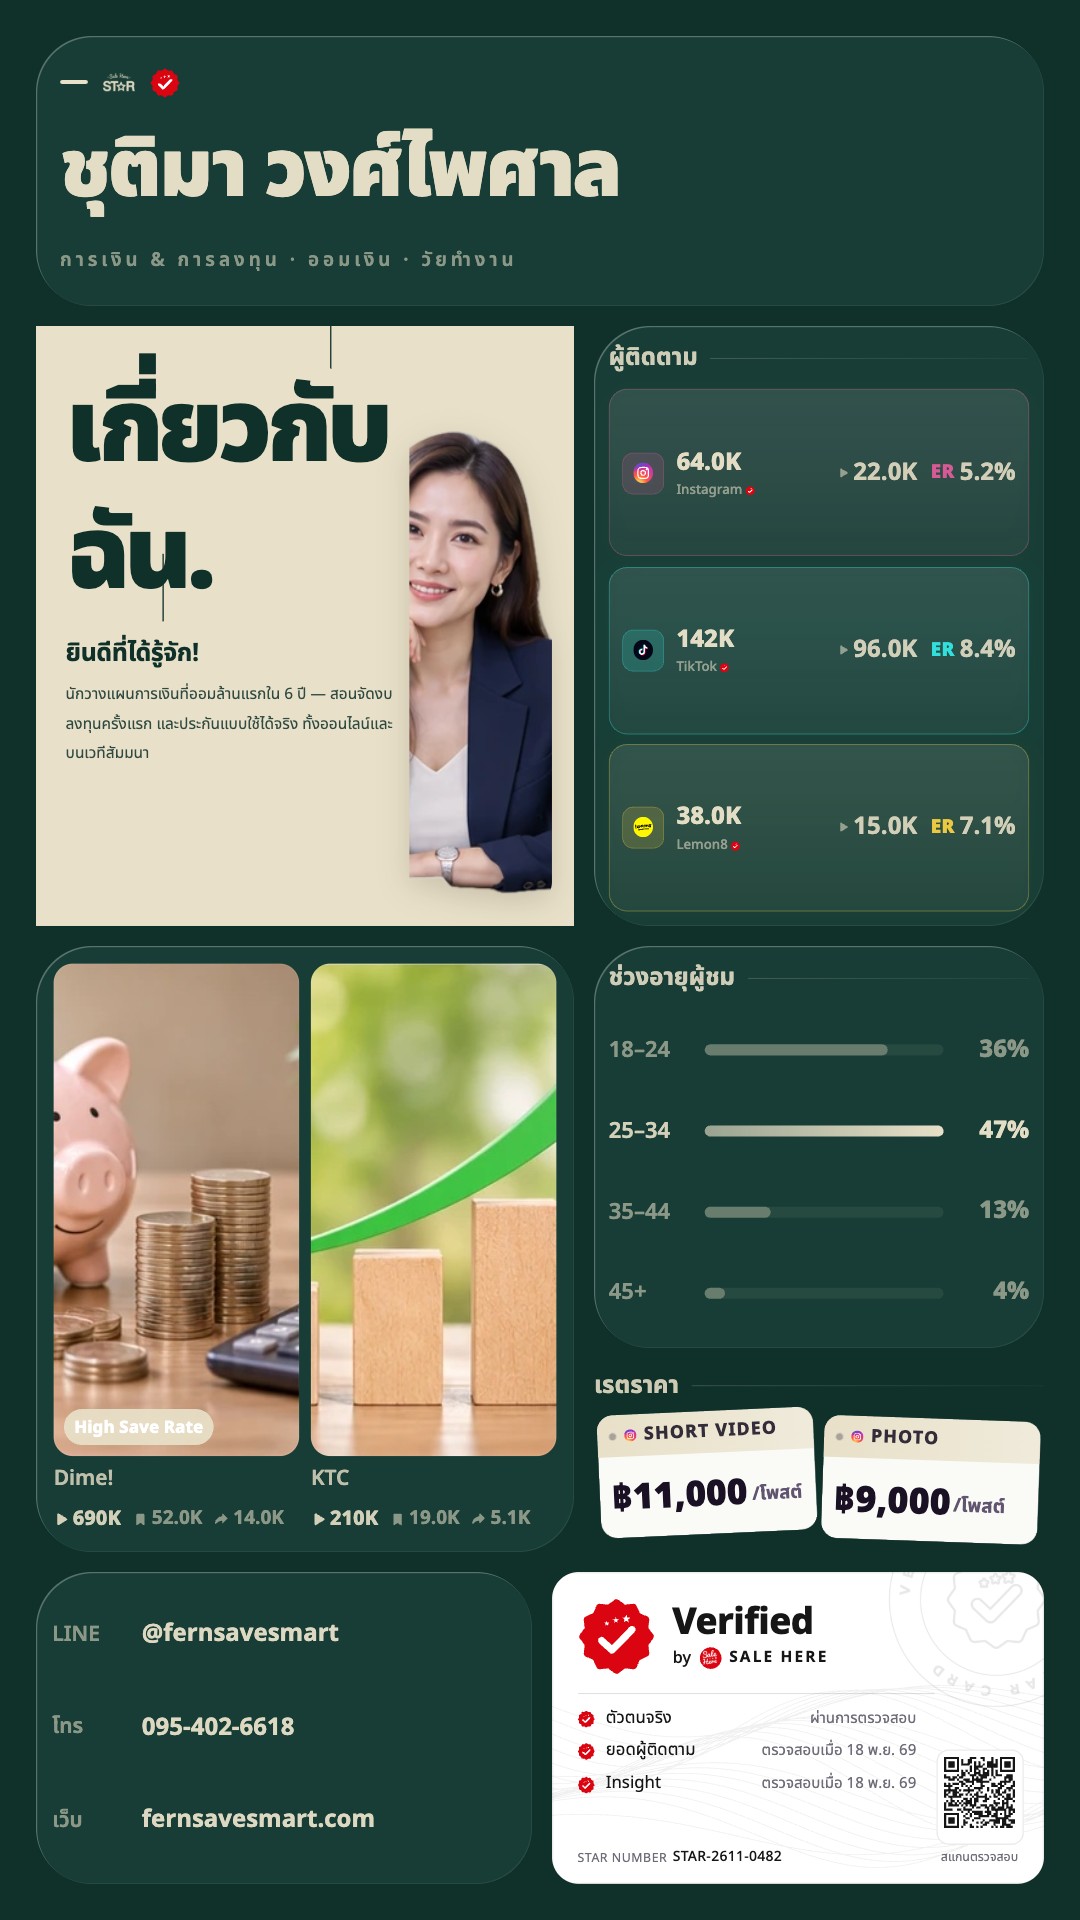 Sale Here
STAR
ชุติมา วงศ์ไพศาล
การเงิน & การลงทุน · ออมเงิน · วัยทำงาน
เกี่ยวกับ
ฉัน.
ยินดีที่ได้รู้จัก!
นักวางแผนการเงินที่ออมล้านแรกใน 6 ปี — สอนจัดงบ
ลงทุนครั้งแรก และประกันแบบใช้ได้จริง ทั้งออนไลน์และ
บนเวทีสัมมนา
ผู้ติดตาม
64.0K
Instagram
22.0K ER 5.2%
142K
TikTok
96.0K ER 8.4%
38.0K
Lemon8
15.0K ER 7.1%
High Save Rate
Dime!
690K 52.0K 14.0K
KTC
210K 19.0K 5.1K
ช่วงอายุผู้ชม
18–24 36%
25–34 47%
35–44 13%
45+ 4%
เรตราคา
SHORT VIDEO
฿11,000 /โพสต์
PHOTO
฿9,000 /โพสต์
LINE @fernsavesmart
โทร 095-402-6618
เว็บ fernsavesmart.com
Verified
by Sale Here SALE HERE
ตัวตนจริง ผ่านการตรวจสอบ
ยอดผู้ติดตาม ตรวจสอบเมื่อ 18 พ.ย. 69
Insight ตรวจสอบเมื่อ 18 พ.ย. 69
STAR NUMBER STAR-2611-0482
สแกนตรวจสอบ